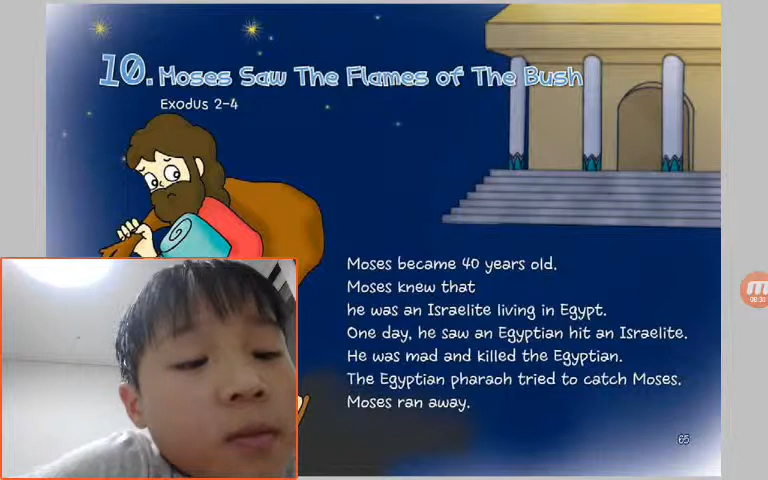 10. Moses Saw The Flames of The Bush
Exodus 2-4
Moses became 40 years old.
Moses knew that
he was an Israelite living in Egypt.
One day, he saw an Egyptian hit an Israelite.
He was mad and killed the Egyptian.
The Egyptian pharaoh tried to catch Moses.
Moses ran away.
65